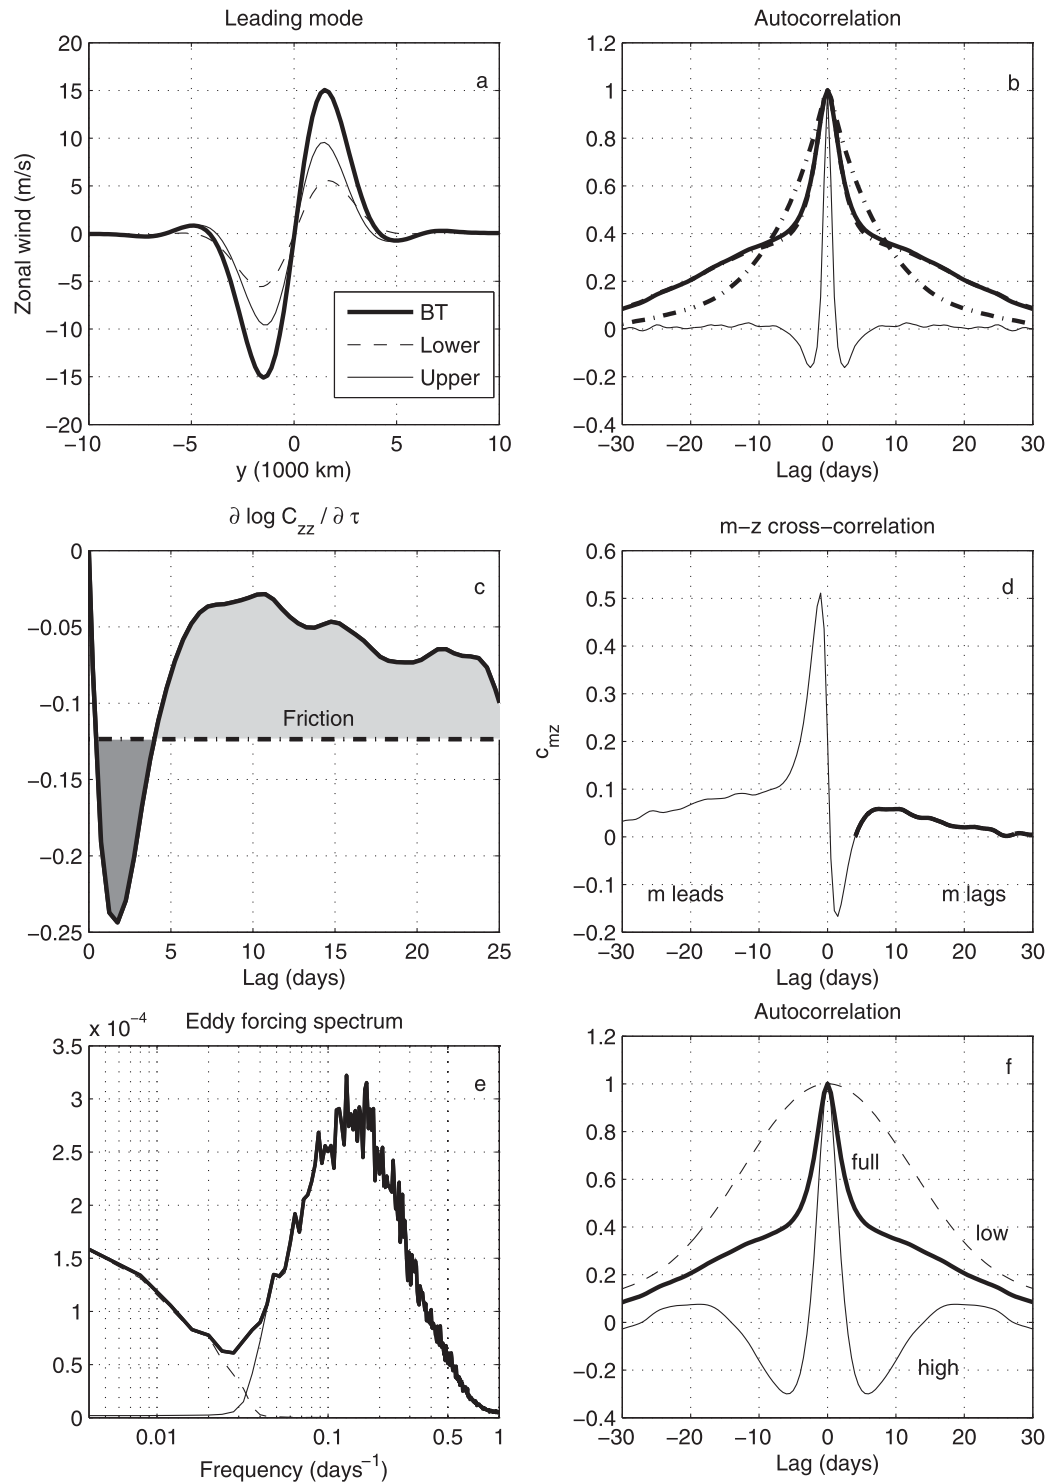 Leading mode
20
15
10
5
0
−5
−10
−15
−20
−10 −5 0 5 10
y (1000 km)
Zonal wind (m/s)
a
BT
Lower
Upper
Autocorrelation
1.2
1
0.8
0.6
0.4
0.2
0
−0.2
−0.4
−30 −20 −10 0 10 20 30
Lag (days)
b
∂ log C_zz / ∂ τ
0
−0.05
−0.1
−0.15
−0.2
−0.25
0 5 10 15 20 25
Lag (days)
c
Friction
m−z cross−correlation
0.6
0.5
0.4
0.3
0.2
0.1
0
−0.1
−0.2
−30 −20 −10 0 10 20 30
Lag (days)
c_mz
d
m leads
m lags
Eddy forcing spectrum
x 10^−4
3.5
3
2.5
2
1.5
1
0.5
0
0.01 0.1 0.5 1
Frequency (days^−1)
e
Autocorrelation
1.2
1
0.8
0.6
0.4
0.2
0
−0.2
−0.4
−30 −20 −10 0 10 20 30
Lag (days)
f
full
low
high